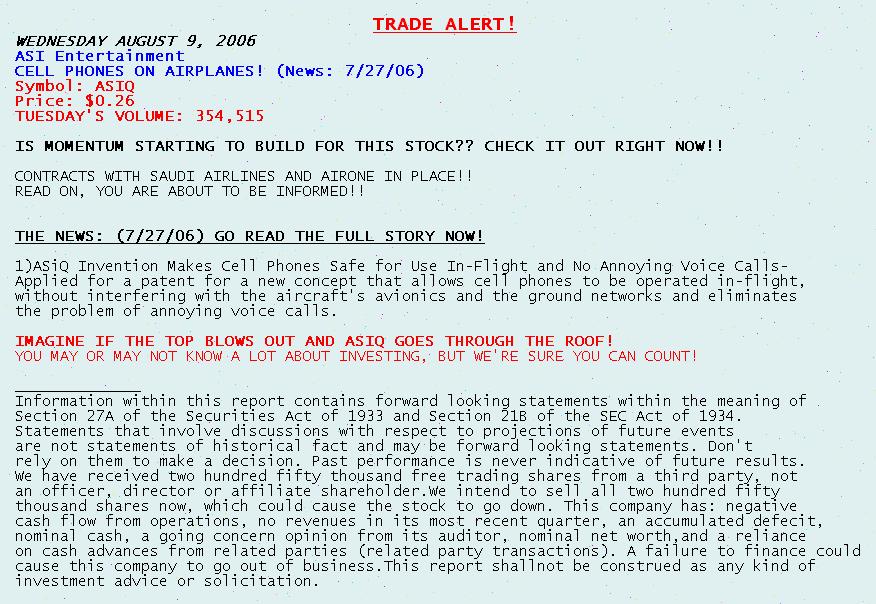 TRADE ALERT!
WEDNESDAY AUGUST 9, 2006
ASI Entertainment
CELL PHONES ON AIRPLANES! (News: 7/27/06)
Symbol: ASIQ
Price: $0.26
TUESDAY'S VOLUME: 354,515
IS MOMENTUM STARTING TO BUILD FOR THIS STOCK?? CHECK IT OUT RIGHT NOW!!
CONTRACTS WITH SAUDI AIRLINES AND AIRONE IN PLACE!!
READ ON, YOU ARE ABOUT TO BE INFORMED!!
THE NEWS: (7/27/06) GO READ THE FULL STORY NOW!
1)ASiQ Invention Makes Cell Phones Safe for Use In-Flight and No Annoying Voice Calls-
Applied for a patent for a new concept that allows cell phones to be operated in-flight,
without interfering with the aircraft's avionics and the ground networks and eliminates
the problem of annoying voice calls.
IMAGINE IF THE TOP BLOWS OUT AND ASIQ GOES THROUGH THE ROOF!
YOU MAY OR MAY NOT KNOW A LOT ABOUT INVESTING, BUT WE'RE SURE YOU CAN COUNT!
Information within this report contains forward looking statements within the meaning of
Section 27A of the Securities Act of 1933 and Section 21B of the SEC Act of 1934.
Statements that involve discussions with respect to projections of future events
are not statements of historical fact and may be forward looking statements. Don't
rely on them to make a decision. Past performance is never indicative of future results.
We have received two hundred fifty thousand free trading shares from a third party, not
an officer, director or affiliate shareholder.We intend to sell all two hundred fifty
thousand shares now, which could cause the stock to go down. This company has: negative
cash flow from operations, no revenues in its most recent quarter, an accumulated defecit,
nominal cash, a going concern opinion from its auditor, nominal net worth,and a reliance
on cash advances from related parties (related party transactions). A failure to finance could
cause this company to go out of business.This report shallnot be construed as any kind of
investment advice or solicitation.